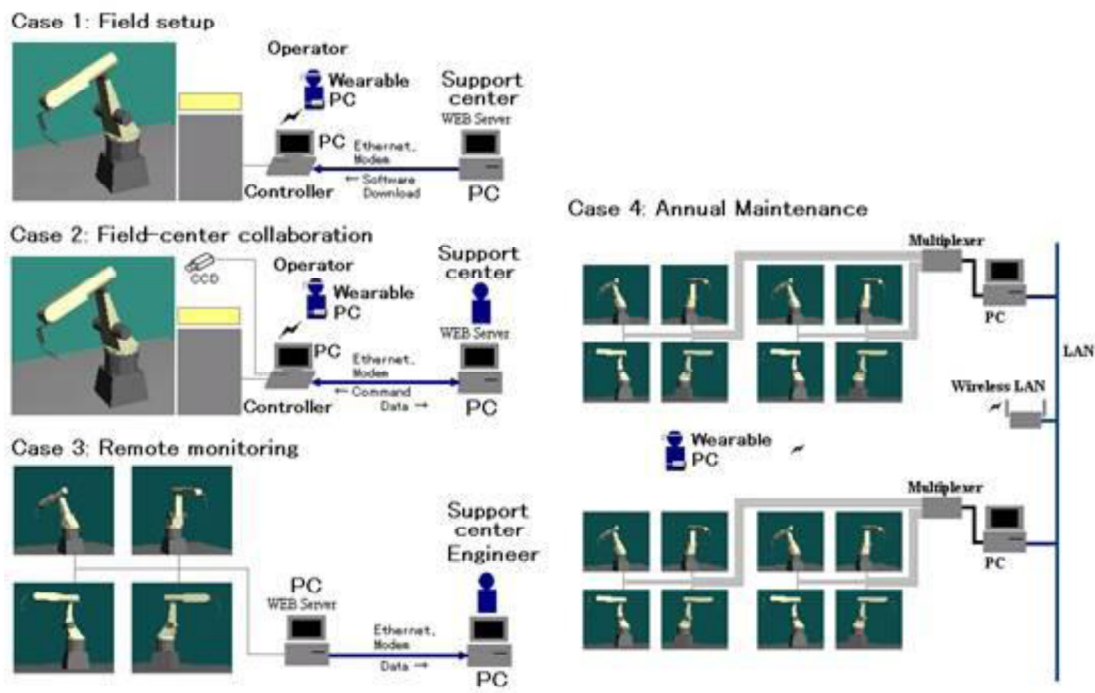 Case 1: Field setup
Operator
Wearable
PC
Support
center
WEB Server
PC
Ethernet,
Modem
← Software
Download
Controller
PC
Case 2: Field-center collaboration
CCD
Operator
Wearable
PC
Support
center
WEB Server
PC
Ethernet,
Modem
← Command
Data →
Controller
PC
Case 3: Remote monitoring
Support
center
Engineer
PC
WEB Server
Ethernet,
Modem
Data →
PC
Case 4: Annual Maintenance
Multiplexer
PC
LAN
Wireless LAN
Wearable
PC
Multiplexer
PC